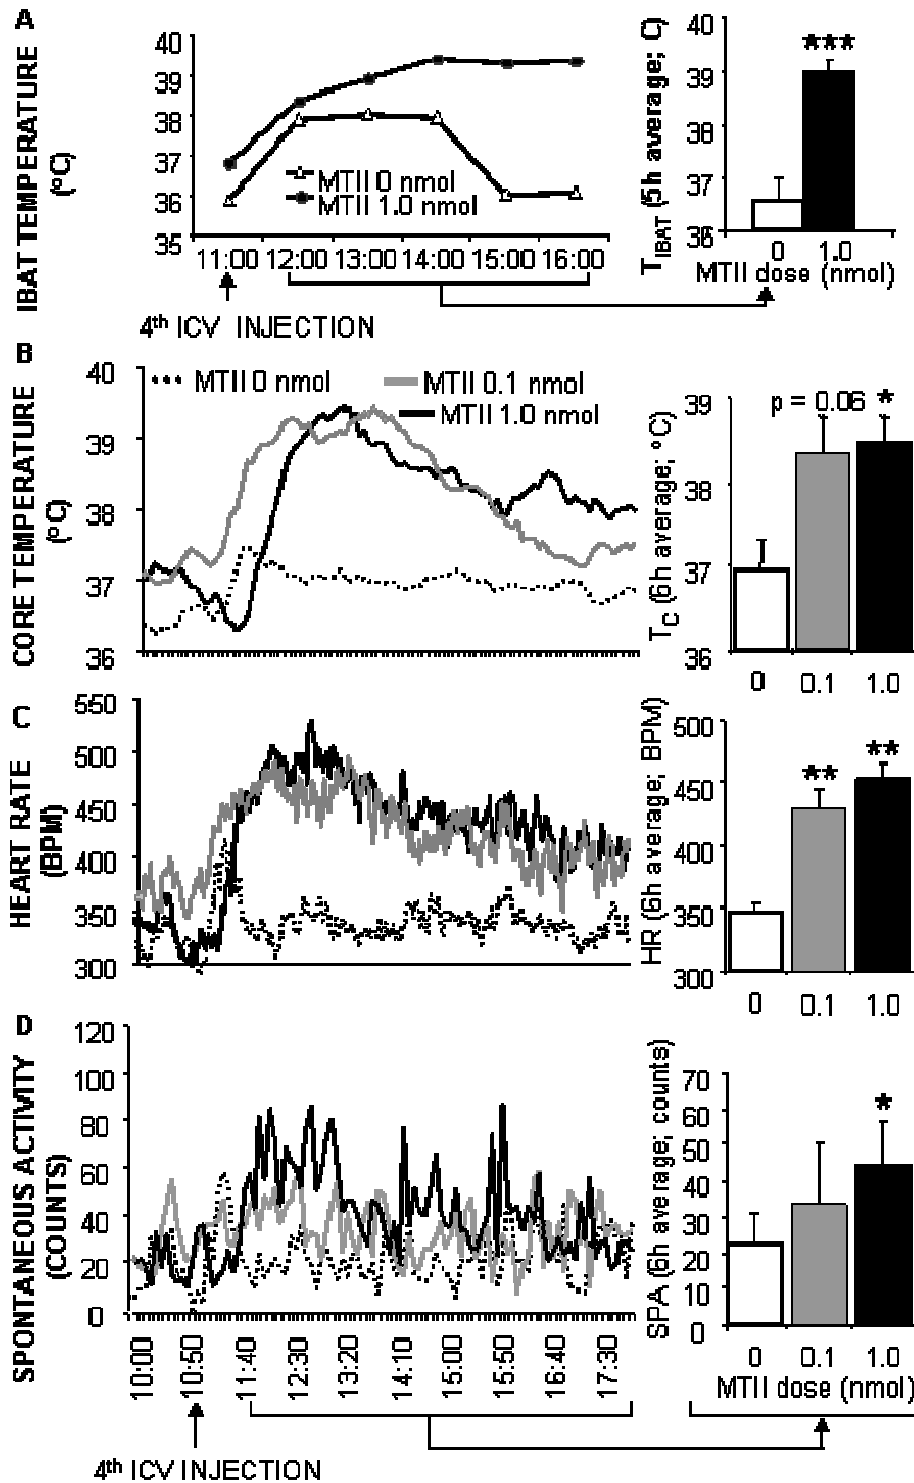 A
IBAT TEMPERATURE
(°C)
40
39
38
37
36
35
MTII 0 nmol
MTII 1.0 nmol
11:00 12:00 13:00 14:00 15:00 16:00
4th ICV INJECTION
TIBAT (5h average; C)
40
39
38
37
36
***
0 1.0
MTII dose (nmol)
B
CORE TEMPERATURE
(°C)
40
39
38
37
36
MTII 0 nmol
MTII 0.1 nmol
MTII 1.0 nmol
TC (6h average; °C)
39
38
37
36
p = 0.06 *
0 0.1 1.0
C
HEART RATE
(BPM)
550
500
450
400
350
300
HR (6h average; BPM)
500
450
400
350
300
**
**
0 0.1 1.0
D
SPONTANEOUS ACTIVITY
(COUNTS)
120
100
80
60
40
20
0
10:00 10:50 11:40 12:30 13:20 14:10 15:00 15:50 16:40 17:30
4th ICV INJECTION
SPA (6h average; counts)
70
60
50
40
30
20
10
0
*
0 0.1 1.0
MTII dose (nmol)